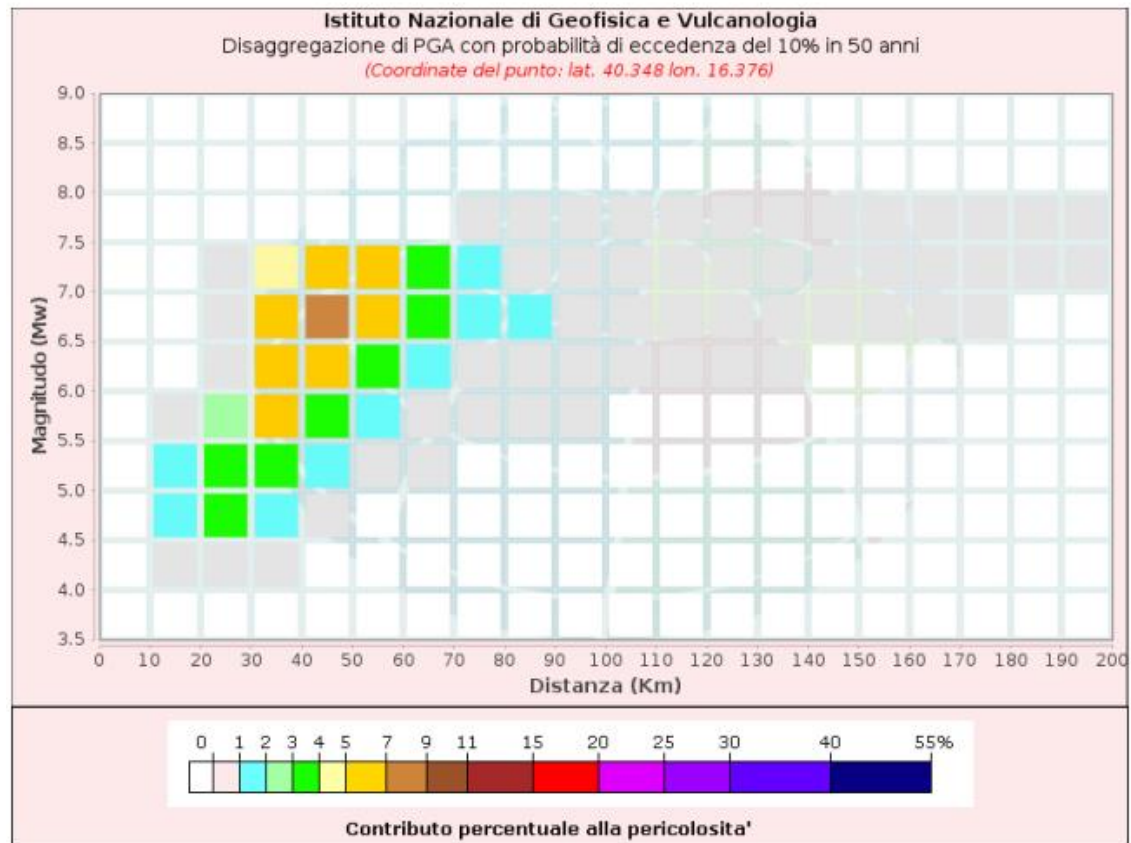 Istituto Nazionale di Geofisica e Vulcanologia
Disaggregazione di PGA con probabilità di eccedenza del 10% in 50 anni
(Coordinate del punto: lat. 40.348 lon. 16.376)
9.0
8.5
8.0
7.5
7.0
6.5
6.0
5.5
5.0
4.5
4.0
3.5
Magnitudo (Mw)
0 10 20 30 40 50 60 70 80 90 100 110 120 130 140 150 160 170 180 190 200
Distanza (Km)
0 1 2 3 4 5 7 9 11 15 20 25 30 40 55%
Contributo percentuale alla pericolosita'